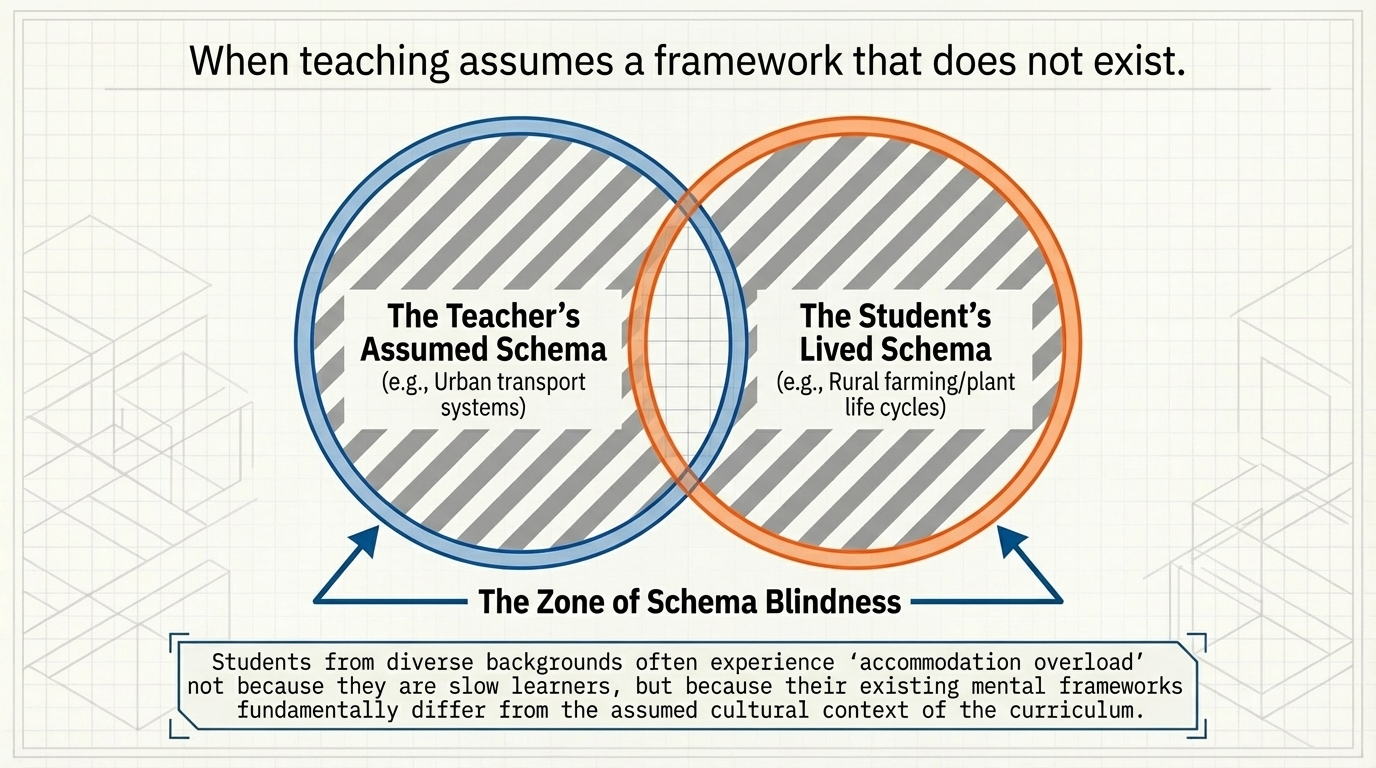 When teaching assumes a framework that does not exist.
The Teacher’s
Assumed Schema
(e.g., Urban transport
systems)
The Student’s
Lived Schema
(e.g., Rural farming/plant
life cycles)
The Zone of Schema Blindness
Students from diverse backgrounds often experience ‘accommodation overload’
not because they are slow learners, but because their existing mental frameworks
fundamentally differ from the assumed cultural context of the curriculum.